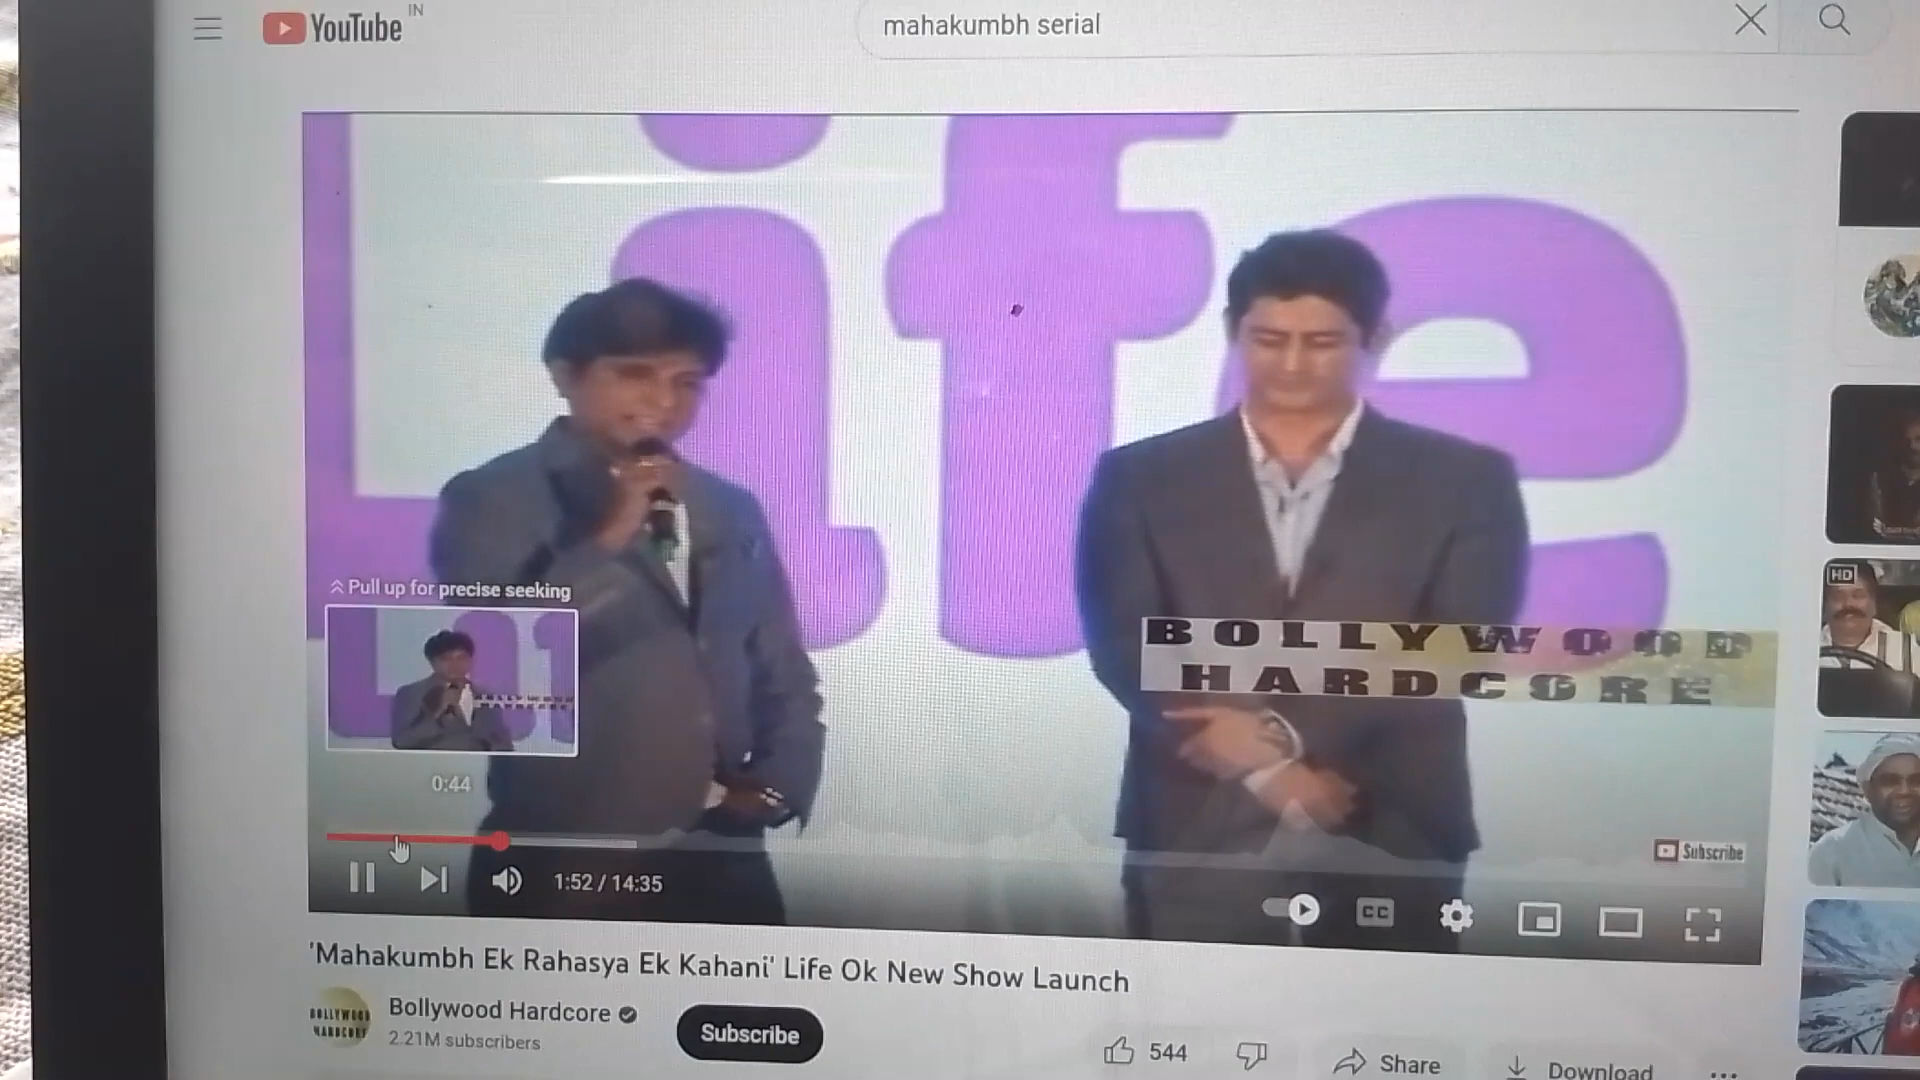 YouTube IN
mahakumbh serial
Life
Pull up for precise seeking
BOLLYWOOD
HARDCORE
0:44
HD
Subscribe
1:52 / 14:35
CC
'Mahakumbh Ek Rahasya Ek Kahani' Life Ok New Show Launch
BOLLYWOOD
HARDCORE
Bollywood Hardcore
2.21M subscribers
Subscribe
544
Share
Download